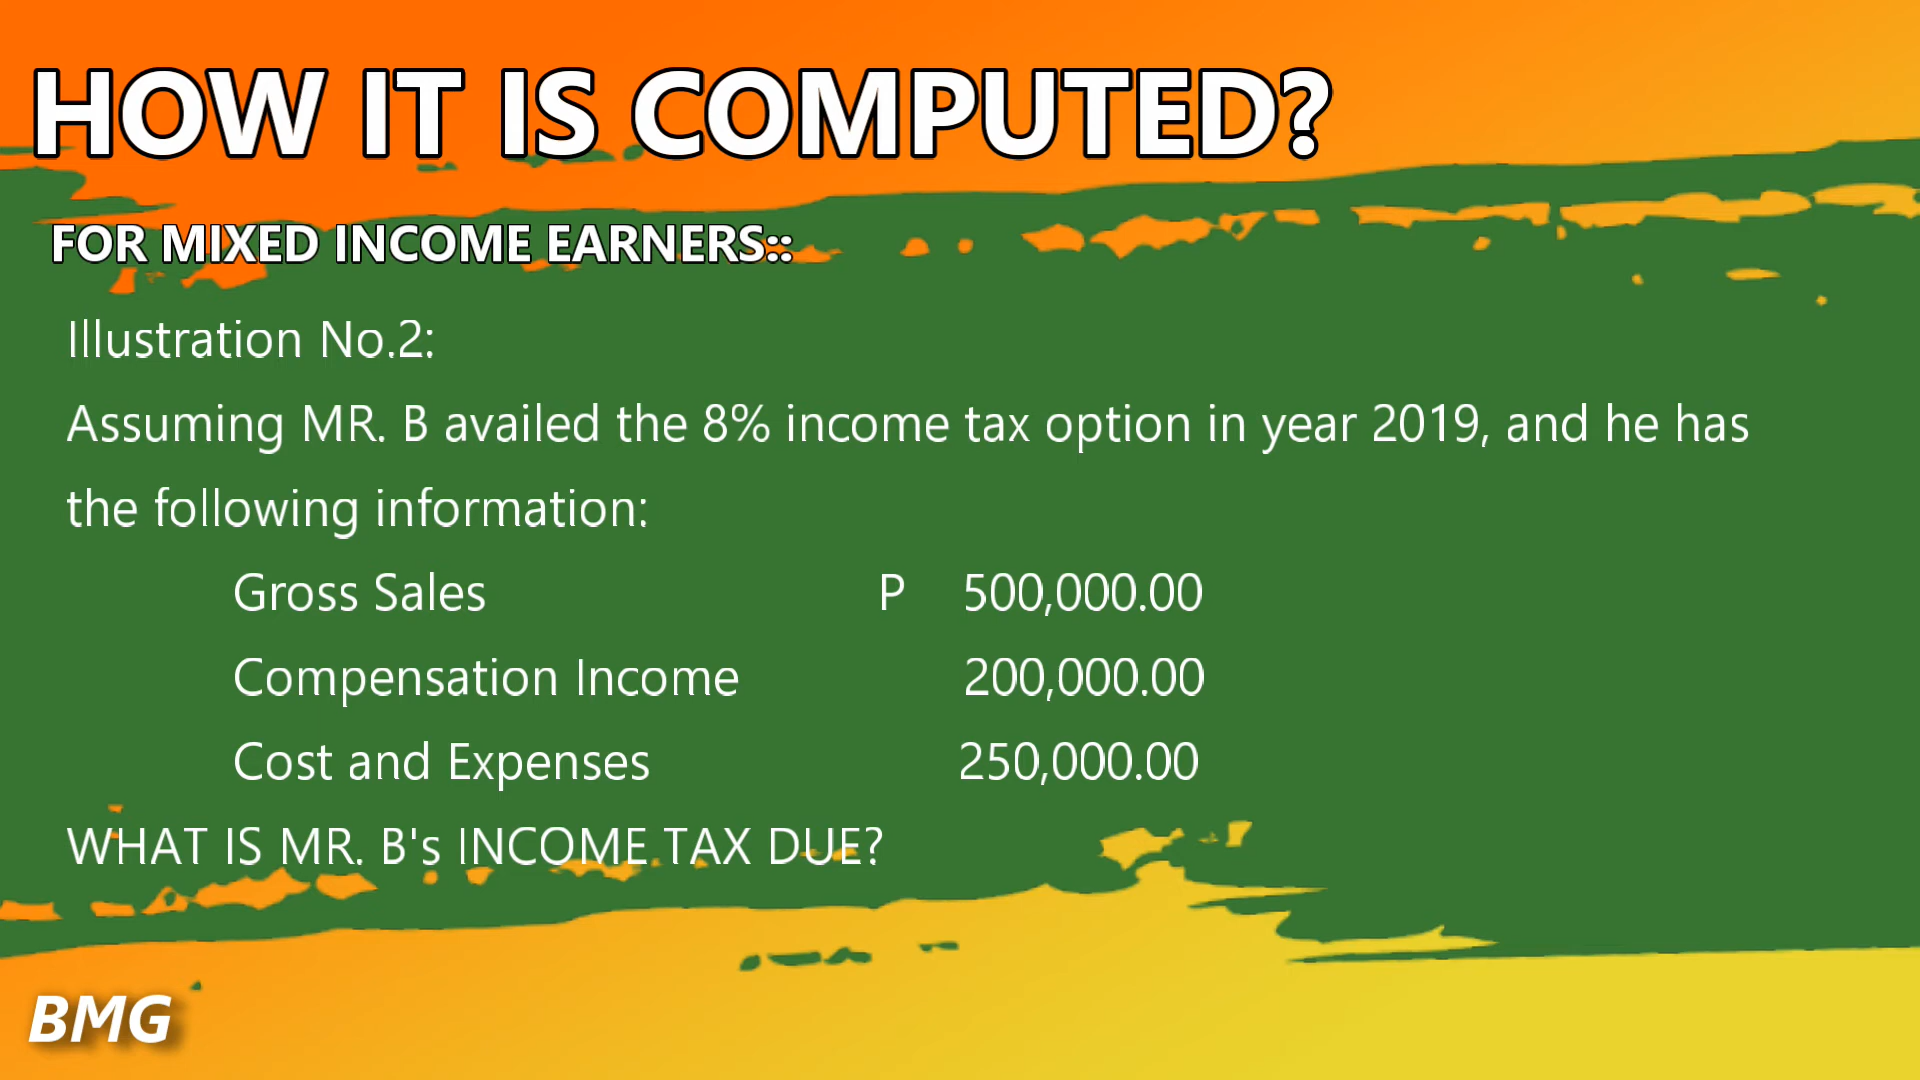 HOW IT IS COMPUTED?
FOR MIXED INCOME EARNERS::
Illustration No.2:
Assuming MR. B availed the 8% income tax option in year 2019, and he has
the following information:
Gross Sales P 500,000.00
Compensation Income 200,000.00
Cost and Expenses 250,000.00
WHAT IS MR. B's INCOME TAX DUE?
BMG